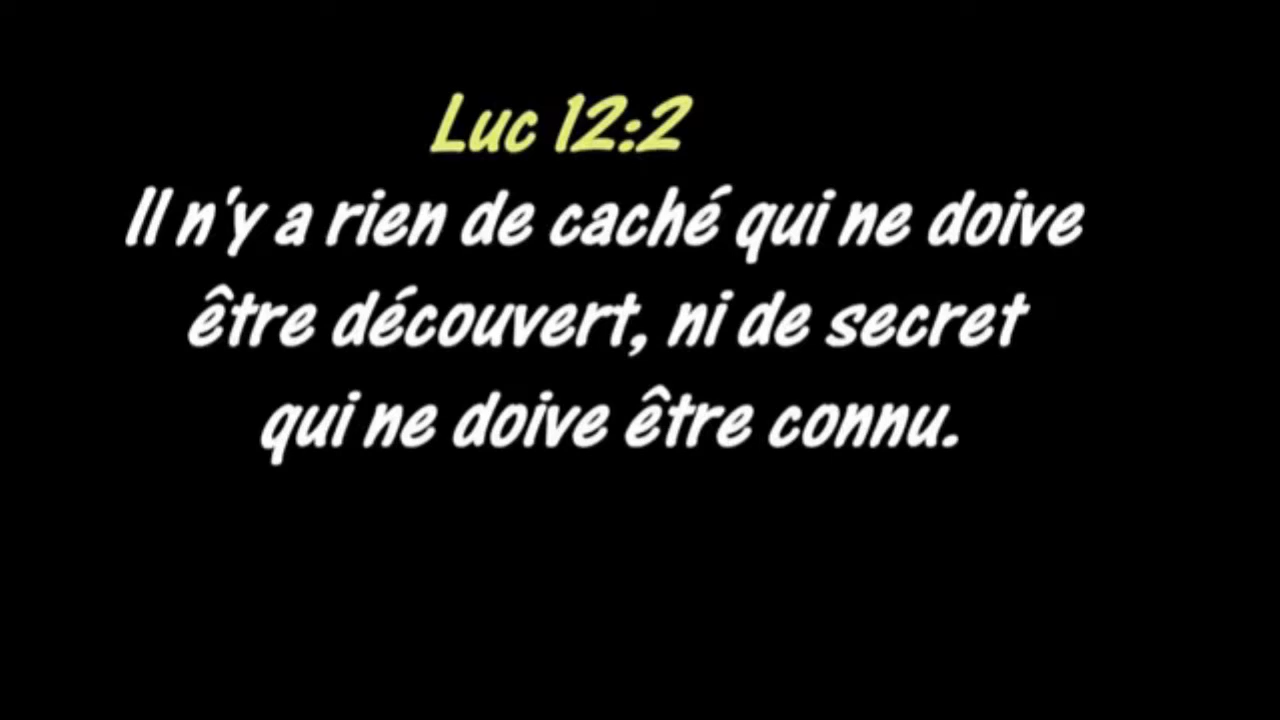 Luc 12:2
Il n'y a rien de caché qui ne doive
être découvert, ni de secret
qui ne doive être connu.